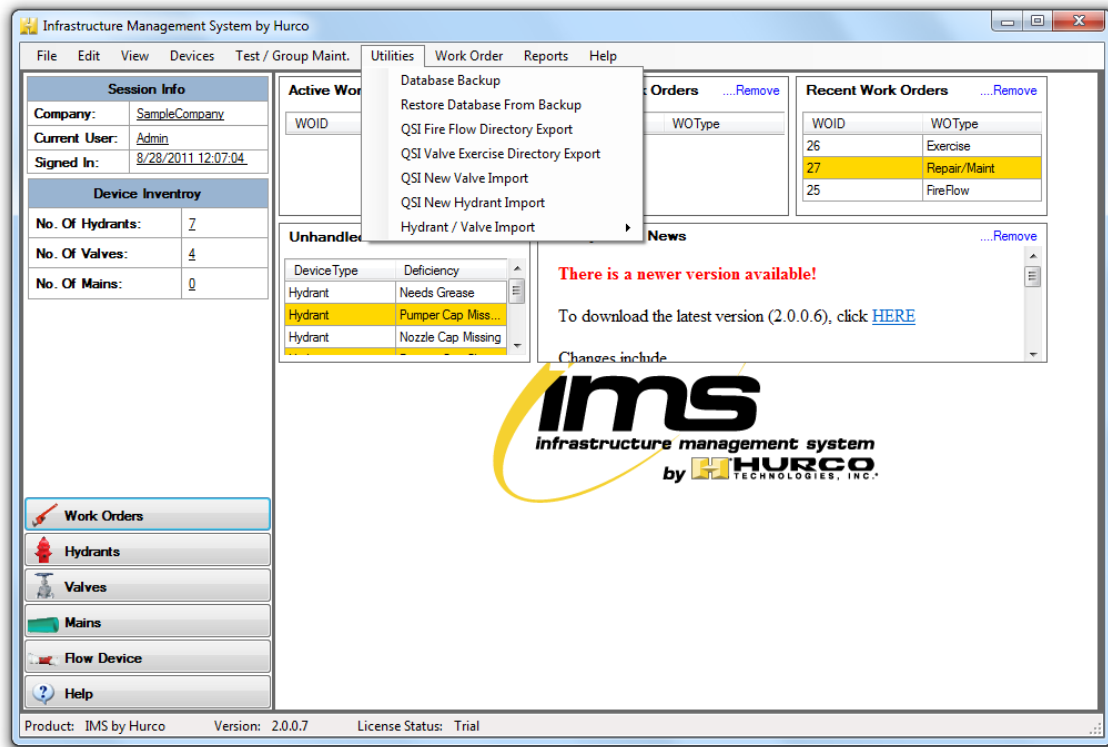 Infrastructure Management System by Hurco
File Edit View Devices Test / Group Maint. Utilities Work Order Reports Help
Session Info
Company: SampleCompany
Current User: Admin
Signed In: 8/28/2011 12:07:04
Device Inventroy
No. Of Hydrants: 7
No. Of Valves: 4
No. Of Mains: 0
Work Orders
Hydrants
Valves
Mains
Flow Device
Help
Database Backup
Restore Database From Backup
QSI Fire Flow Directory Export
QSI Valve Exercise Directory Export
QSI New Valve Import
QSI New Hydrant Import
Hydrant / Valve Import
Active
WOID
Orders ....Remove
WOType
Recent Work Orders ....Remove
WOID WOType
26 Exercise
27 Repair/Maint
25 FireFlow
Unhandled
DeviceType Deficiency
Hydrant Needs Grease
Hydrant Pumper Cap Miss...
Hydrant Nozzle Cap Missing
News ....Remove
There is a newer version available!
To download the latest version (2.0.0.6), click HERE
Changes include
ims
infrastructure management system
by HURCO
TECHNOLOGIES, INC.
Product: IMS by Hurco Version: 2.0.0.7 License Status: Trial